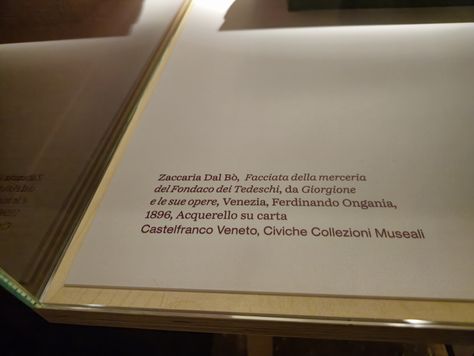 Zaccaria Dal Bò, Facciata della merceria
del Fondaco dei Tedeschi, da Giorgione
e le sue opere, Venezia, Ferdinando Ongania,
1896, Acquerello su carta
Castelfranco Veneto, Civiche Collezioni Museali